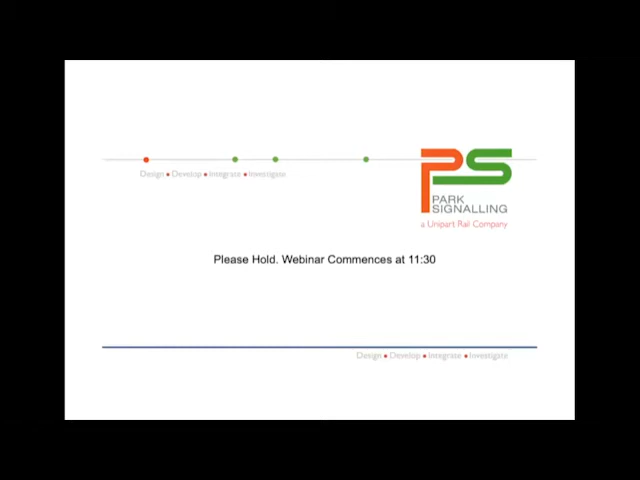 Design • Develop • Integrate • Investigate
PS
PARK
SIGNALLING
a Unipart Rail Company
Please Hold. Webinar Commences at 11:30
Design • Develop • Integrate • Investigate